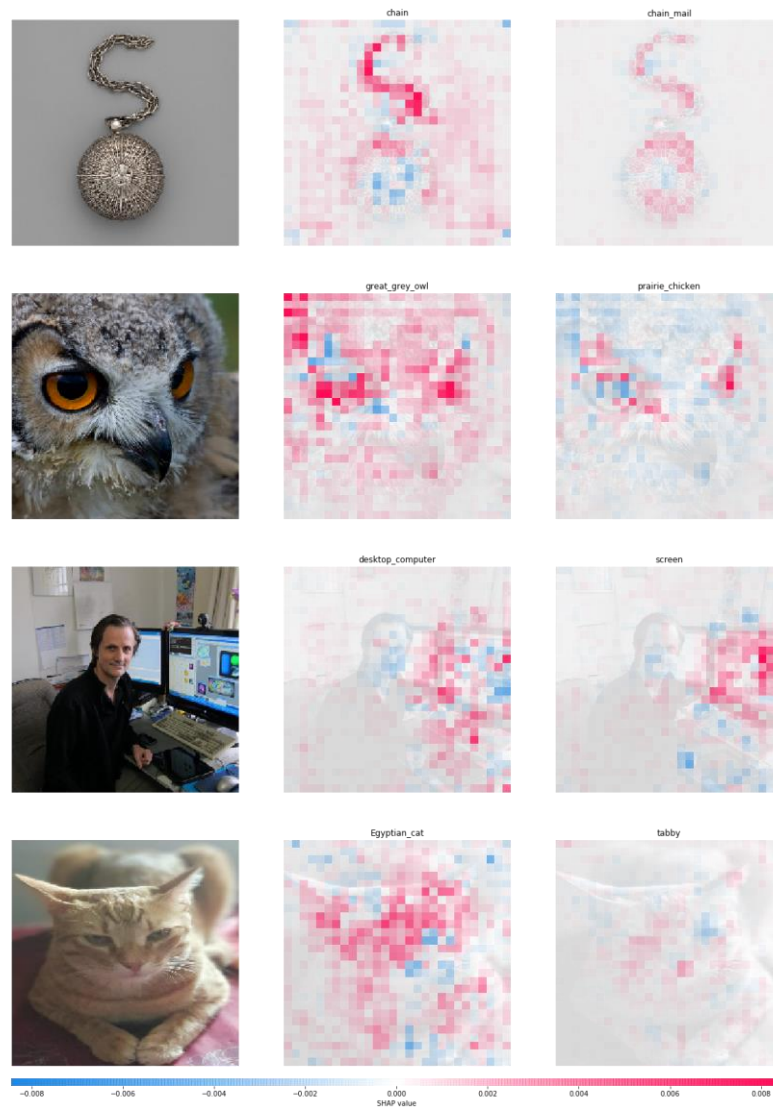 chain
chain_mail
great_grey_owl
prairie_chicken
desktop_computer
screen
Egyptian_cat
tabby
−0.008 −0.006 −0.004 −0.002 0.000 0.002 0.004 0.006 0.008
SHAP value